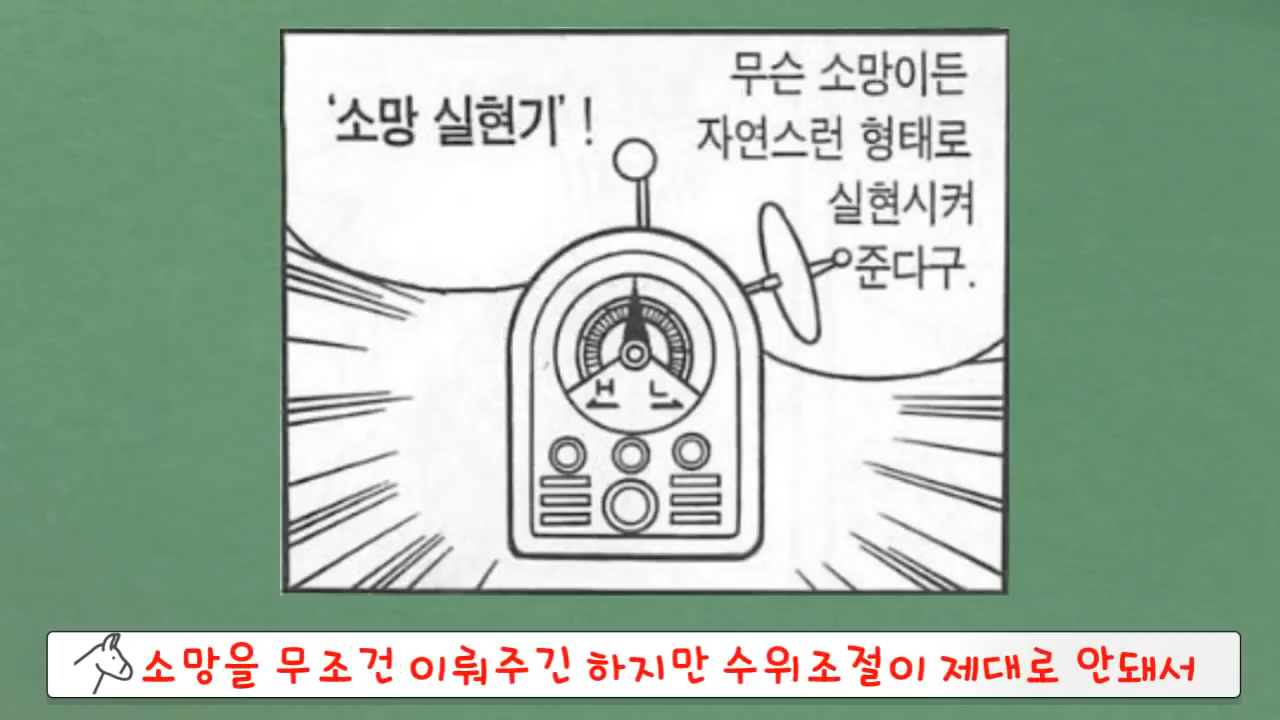 '소망 실현기' !
무슨 소망이든
자연스런 형태로
실현시켜
준다구.
H L
소망을 무조건 이뤄주긴 하지만 수위조절이 제대로 안돼서